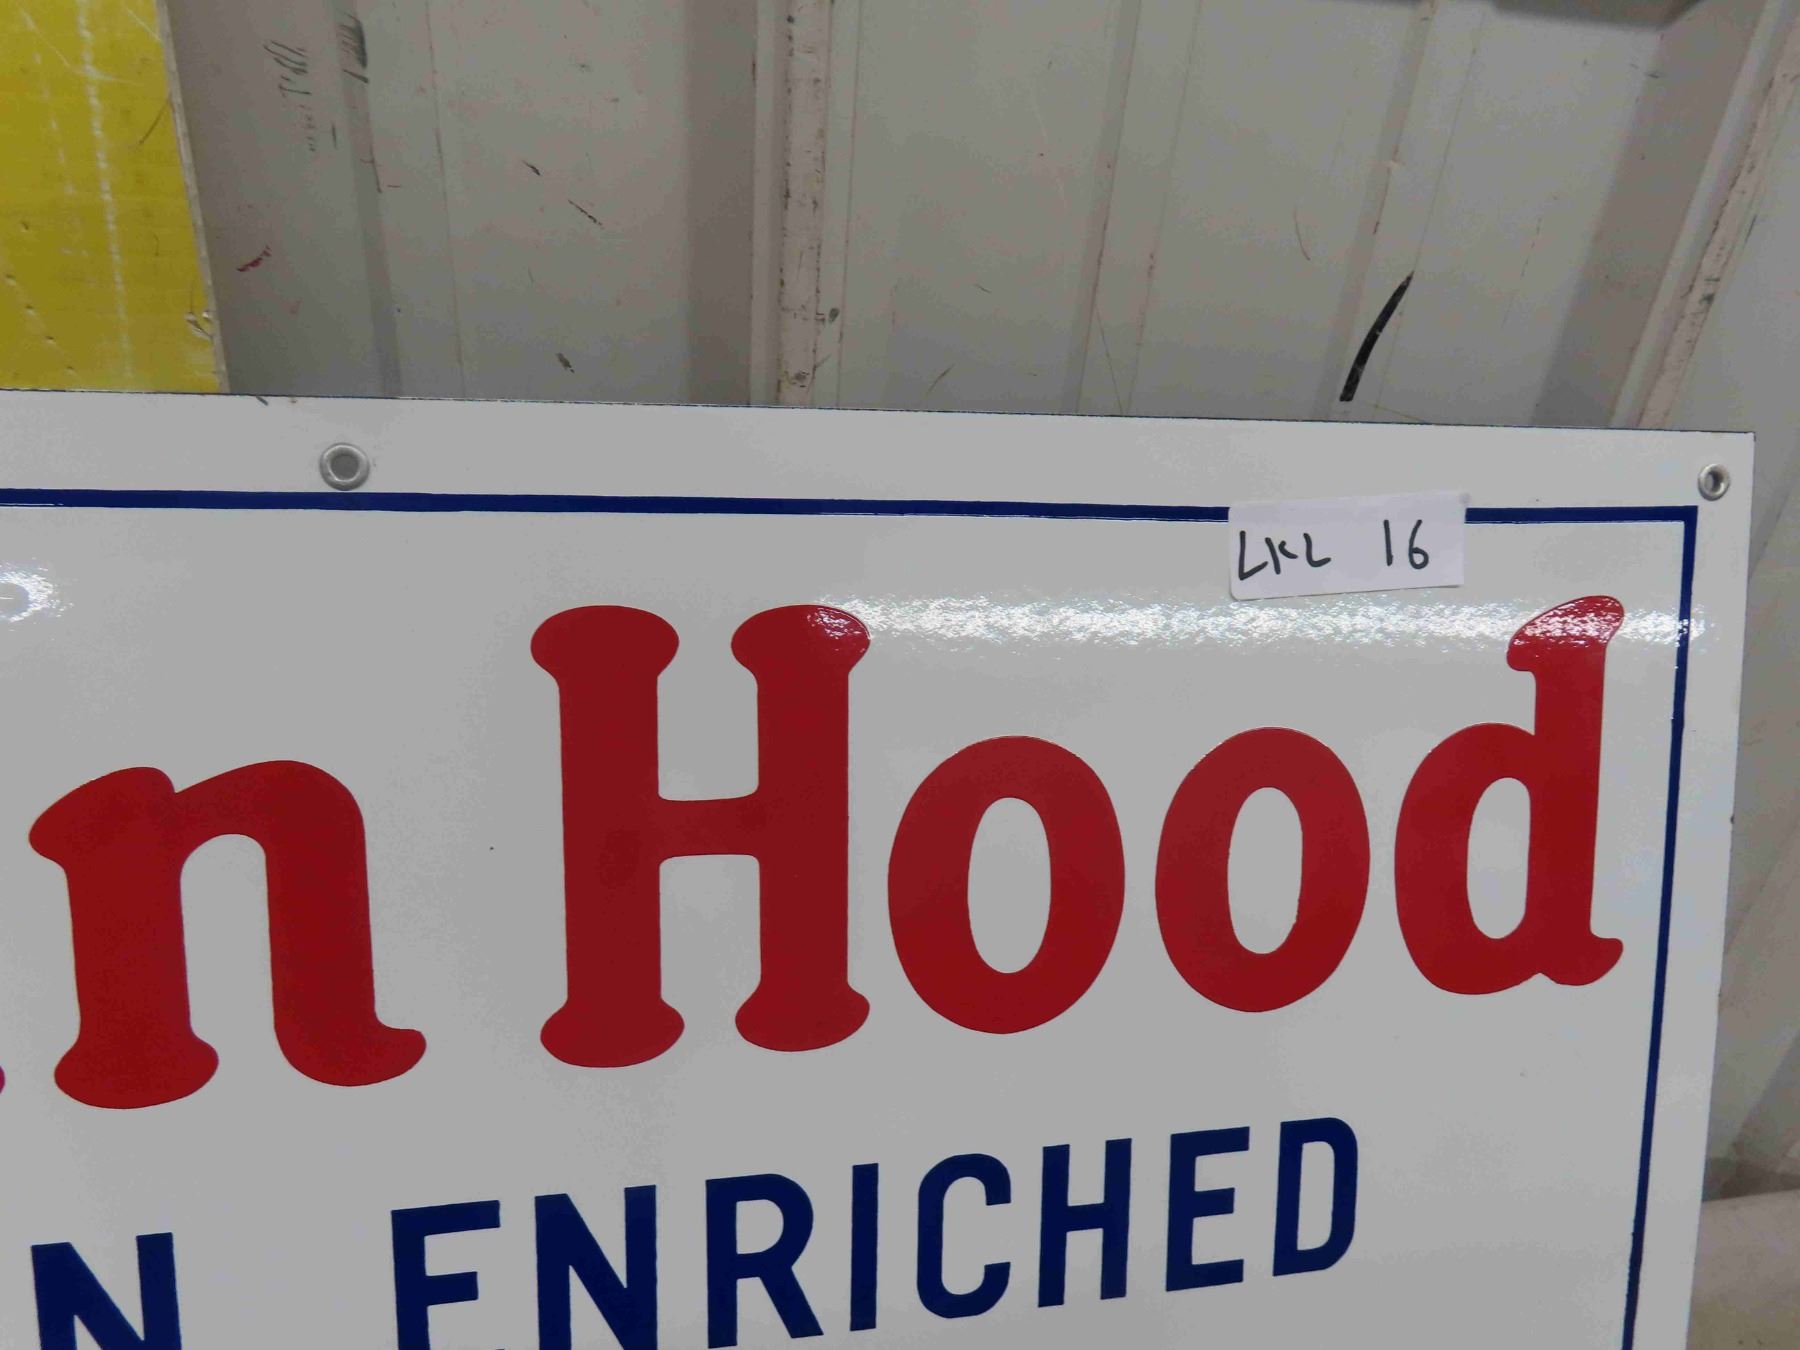 LKL 16
n Hood
N ENRICHED